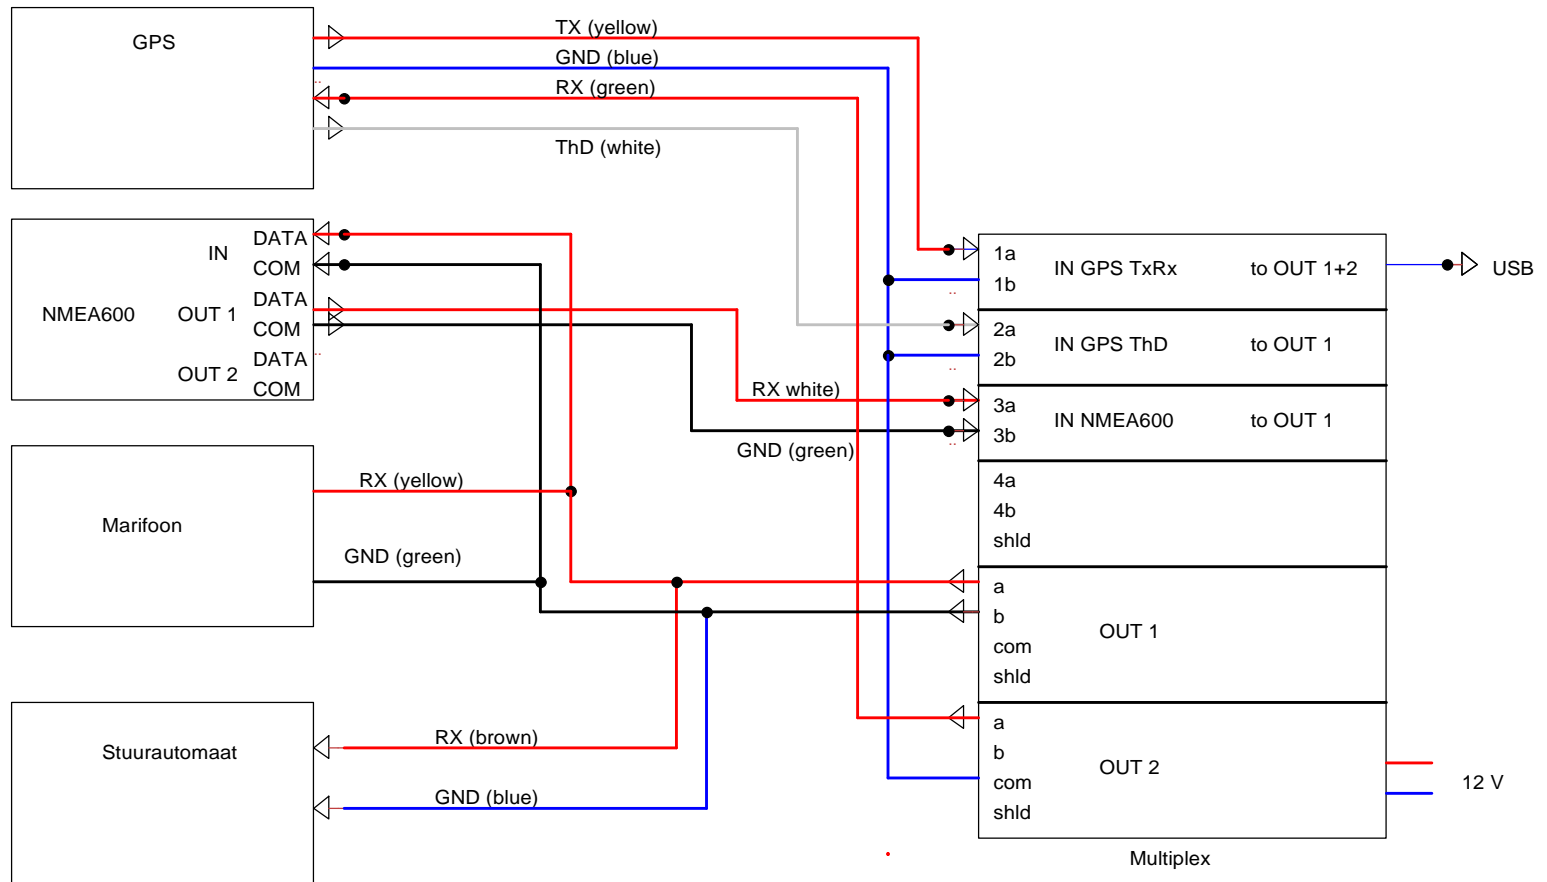 GPS
TX (yellow)
GND (blue)
RX (green)
ThD (white)
NMEA600
IN
DATA
COM
OUT 1
DATA
COM
OUT 2
DATA
COM
RX white)
GND (green)
Marifoon
RX (yellow)
GND (green)
Stuurautomaat
RX (brown)
GND (blue)
1a
1b
IN GPS TxRx to OUT 1+2
USB
2a
2b
IN GPS ThD to OUT 1
3a
3b
IN NMEA600 to OUT 1
4a
4b
shld
a
b
com
shld
OUT 1
a
b
com
shld
OUT 2
12 V
Multiplex